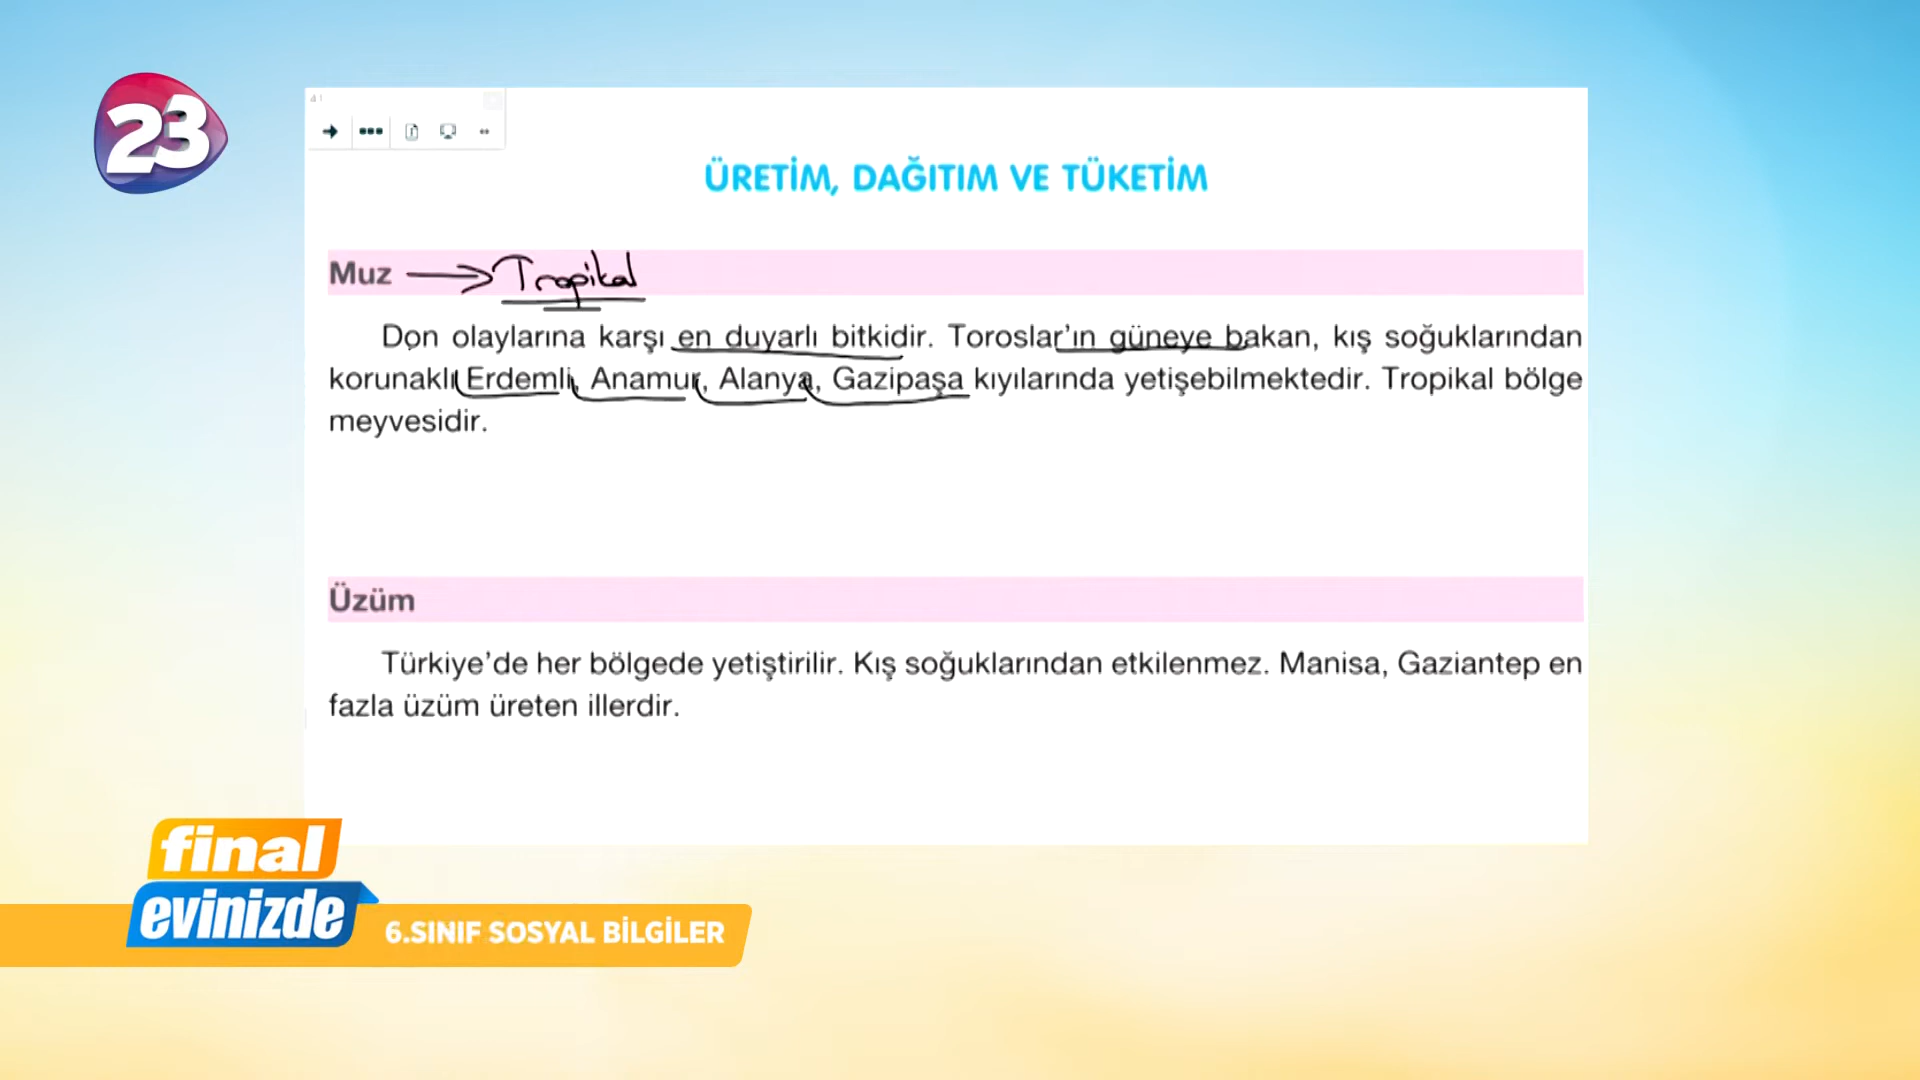 23
ÜRETİM, DAĞITIM VE TÜKETİM
Muz → Tropikal
Don olaylarına karşı en duyarlı bitkidir. Toroslar’ın güneye bakan, kış soğuklarından
korunaklı Erdemli, Anamur, Alanya, Gazipaşa kıyılarında yetişebilmektedir. Tropikal bölge
meyvesidir.
Üzüm
Türkiye’de her bölgede yetiştirilir. Kış soğuklarından etkilenmez. Manisa, Gaziantep en
fazla üzüm üreten illerdir.
final
evinizde
6.SINIF SOSYAL BİLGİLER